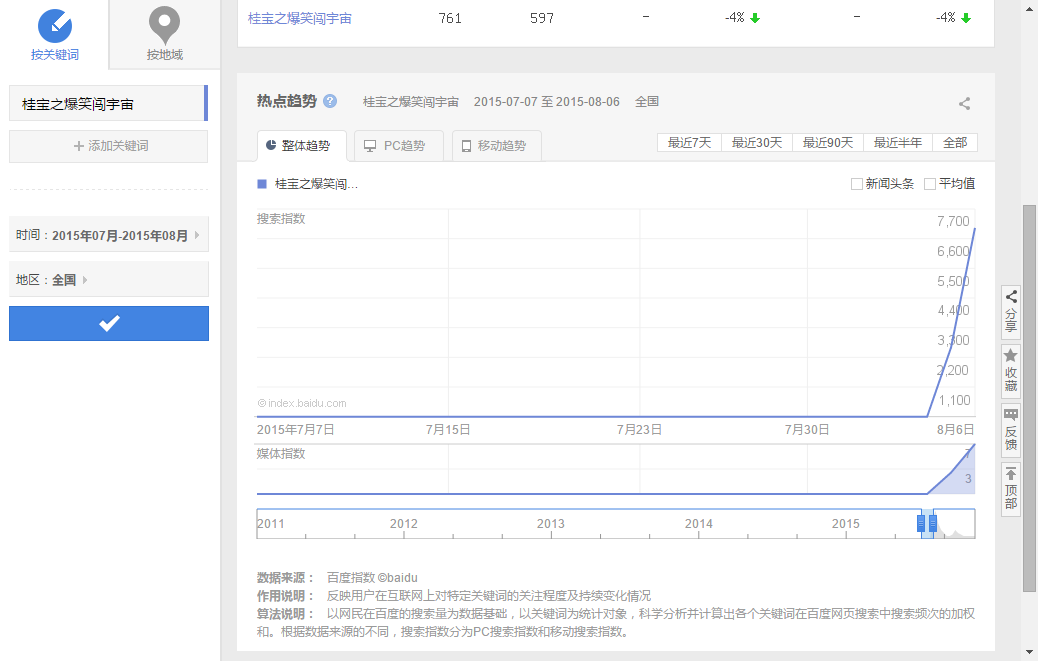 按关键词
按地域
桂宝之爆笑闯宇宙
+ 添加关键词
时间：2015年07月-2015年08月
地区：全国
桂宝之爆笑闯宇宙 761 597 - -4% - -4%
热点趋势 ? 桂宝之爆笑闯宇宙 2015-07-07 至 2015-08-06 全国
整体趋势 PC趋势 移动趋势
最近7天 最近30天 最近90天 最近半年 全部
桂宝之爆笑闯...
新闻头条 平均值
搜索指数
7,700
6,600
5,500
4,400
3,300
2,200
1,100
©index.baidu.com
2015年7月7日 7月15日 7月23日 7月30日 8月6日
媒体指数
7
3
2011 2012 2013 2014 2015
数据来源： 百度指数 ©baidu
作用说明： 反映用户在互联网上对特定关键词的关注程度及持续变化情况
算法说明： 以网民在百度的搜索量为数据基础，以关键词为统计对象，科学分析并计算出各个关键词在百度网页搜索中搜索频次的加权
和。根据数据来源的不同，搜索指数分为PC搜索指数和移动搜索指数。
分享
收藏
反馈
顶部